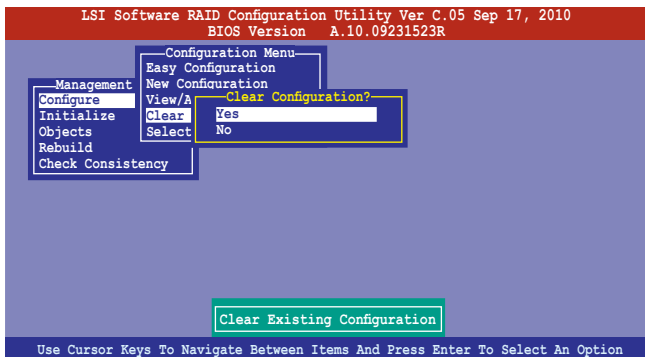 LSI Software RAID Configuration Utility Ver C.05 Sep 17, 2010
BIOS Version A.10.09231523R
Configuration Menu
Easy Configuration
New Configuration
Management
Configure
View/A
Clear Configuration?
Initialize
Clear
Yes
Objects
Select
No
Rebuild
Check Consistency
Clear Existing Configuration
Use Cursor Keys To Navigate Between Items And Press Enter To Select An Option